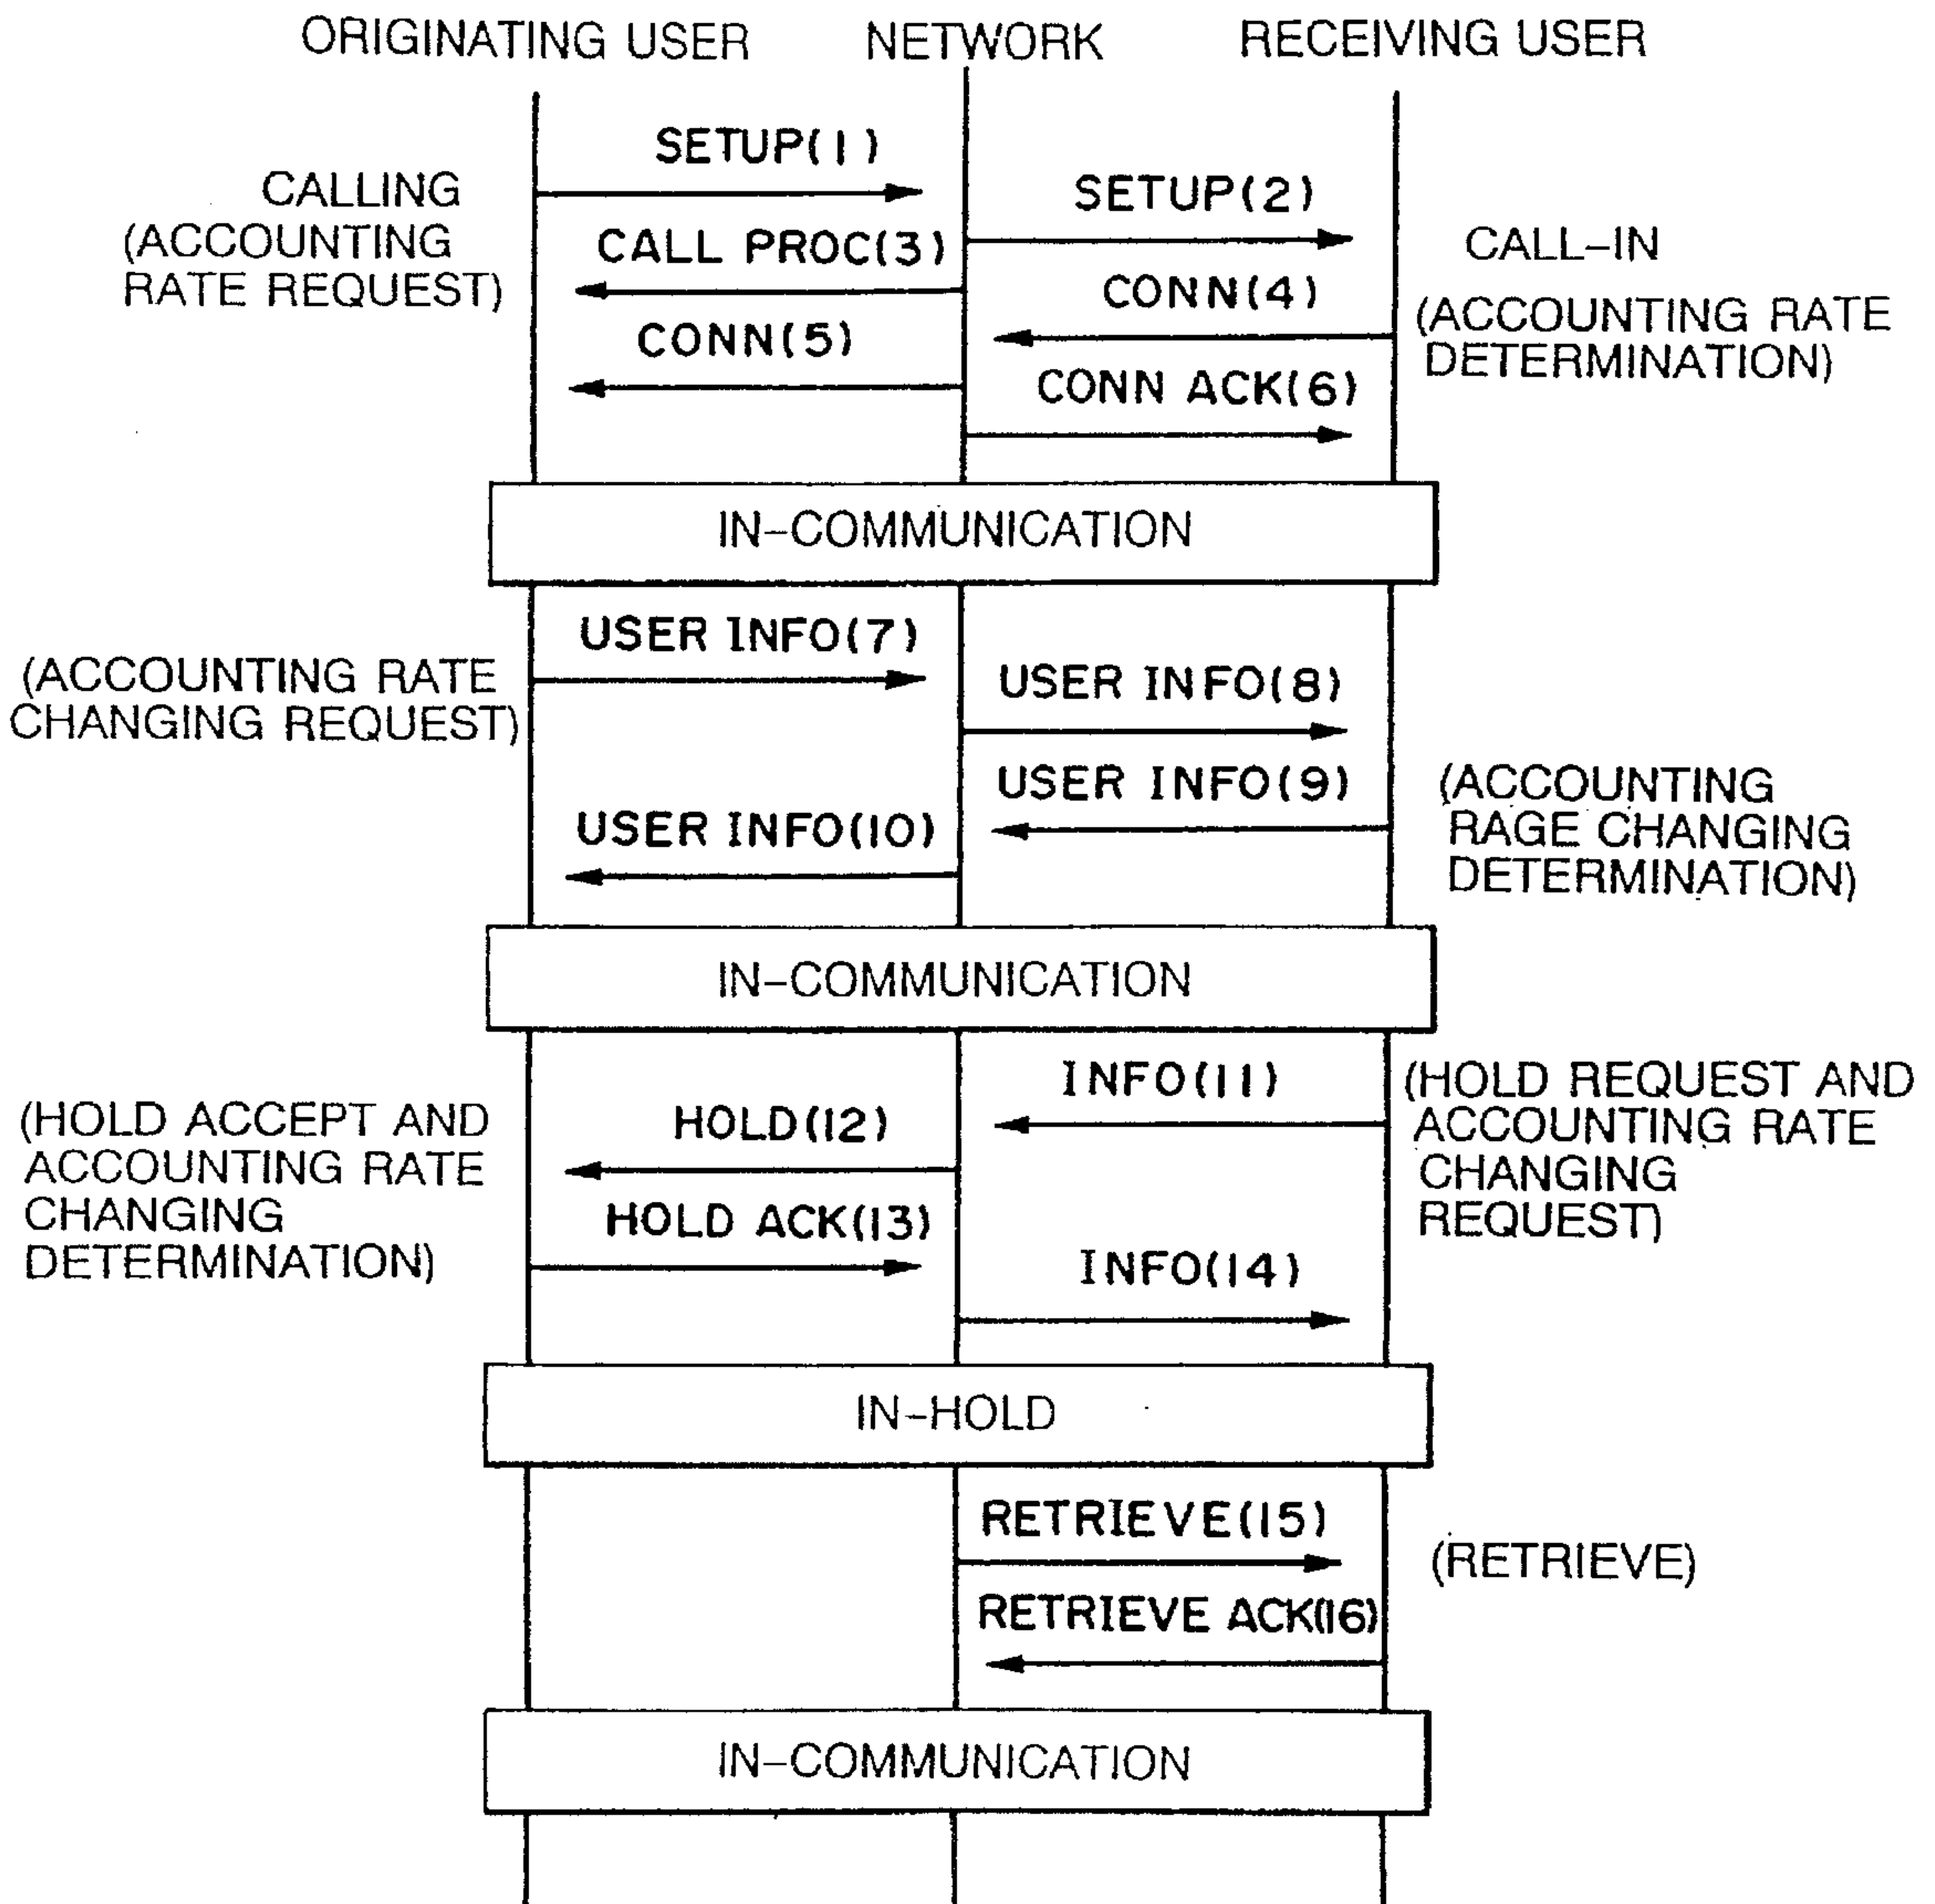 ORIGINATING USER NETWORK RECEIVING USER
SETUP(1)
CALLING
(ACCOUNTING
RATE REQUEST)
SETUP(2)
CALL PROC(3)
CALL-IN
CONN(4)
(ACCOUNTING RATE
DETERMINATION)
CONN(5)
CONN ACK(6)
IN-COMMUNICATION
USER INFO(7)
(ACCOUNTING RATE
CHANGING REQUEST)
USER INFO(8)
USER INFO(9)
(ACCOUNTING
RAGE CHANGING
DETERMINATION)
USER INFO(10)
IN-COMMUNICATION
INFO(11)
(HOLD REQUEST AND
ACCOUNTING RATE
CHANGING
REQUEST)
HOLD(12)
(HOLD ACCEPT AND
ACCOUNTING RATE
CHANGING
DETERMINATION)
HOLD ACK(13)
INFO(14)
IN-HOLD
RETRIEVE(15)
(RETRIEVE)
RETRIEVE ACK(16)
IN-COMMUNICATION